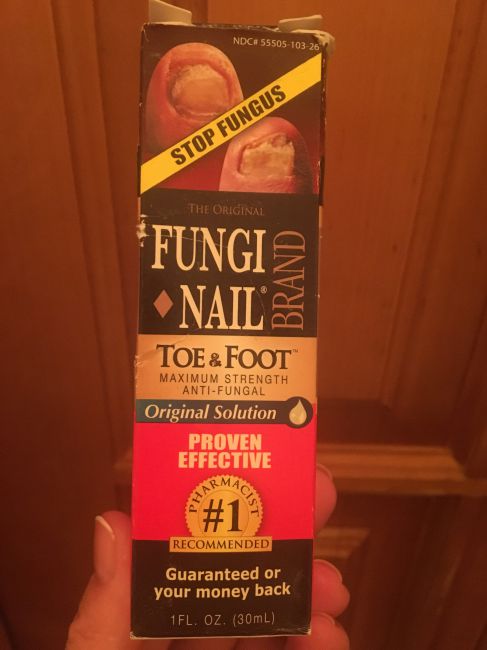 NDC# 55505-103-26
STOP FUNGUS
THE ORIGINAL
FUNGI
NAIL®
BRAND
TOE & FOOT™
MAXIMUM STRENGTH
ANTI-FUNGAL
Original Solution
PROVEN
EFFECTIVE
PHARMACIST
#1
RECOMMENDED
Guaranteed or
your money back
1FL. OZ. (30mL)